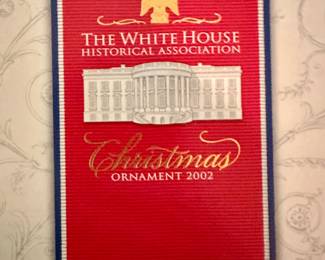 THE WHITE HOUSE
HISTORICAL ASSOCIATION
Christmas
ORNAMENT 2002